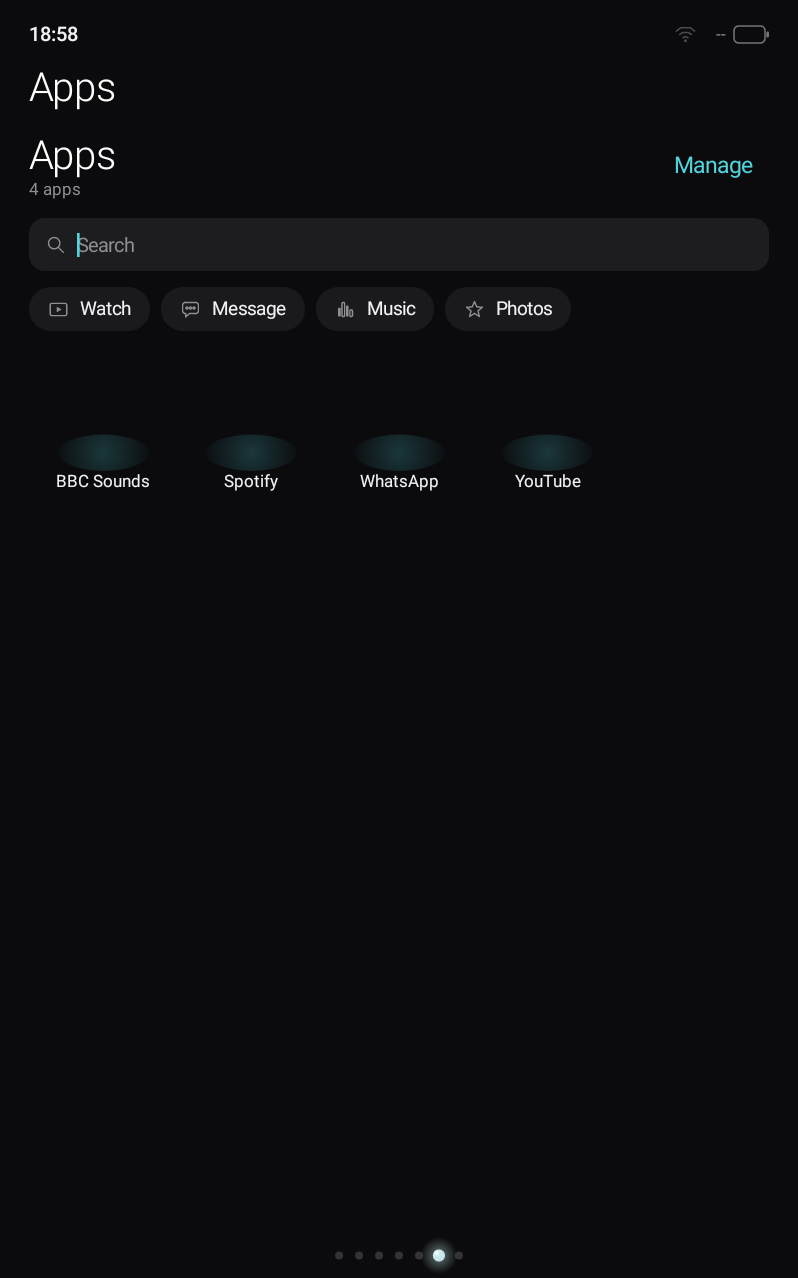 18:58
--
Apps
Apps
Manage
4 apps
Search
Watch
Message
Music
Photos
BBC Sounds
Spotify
WhatsApp
YouTube